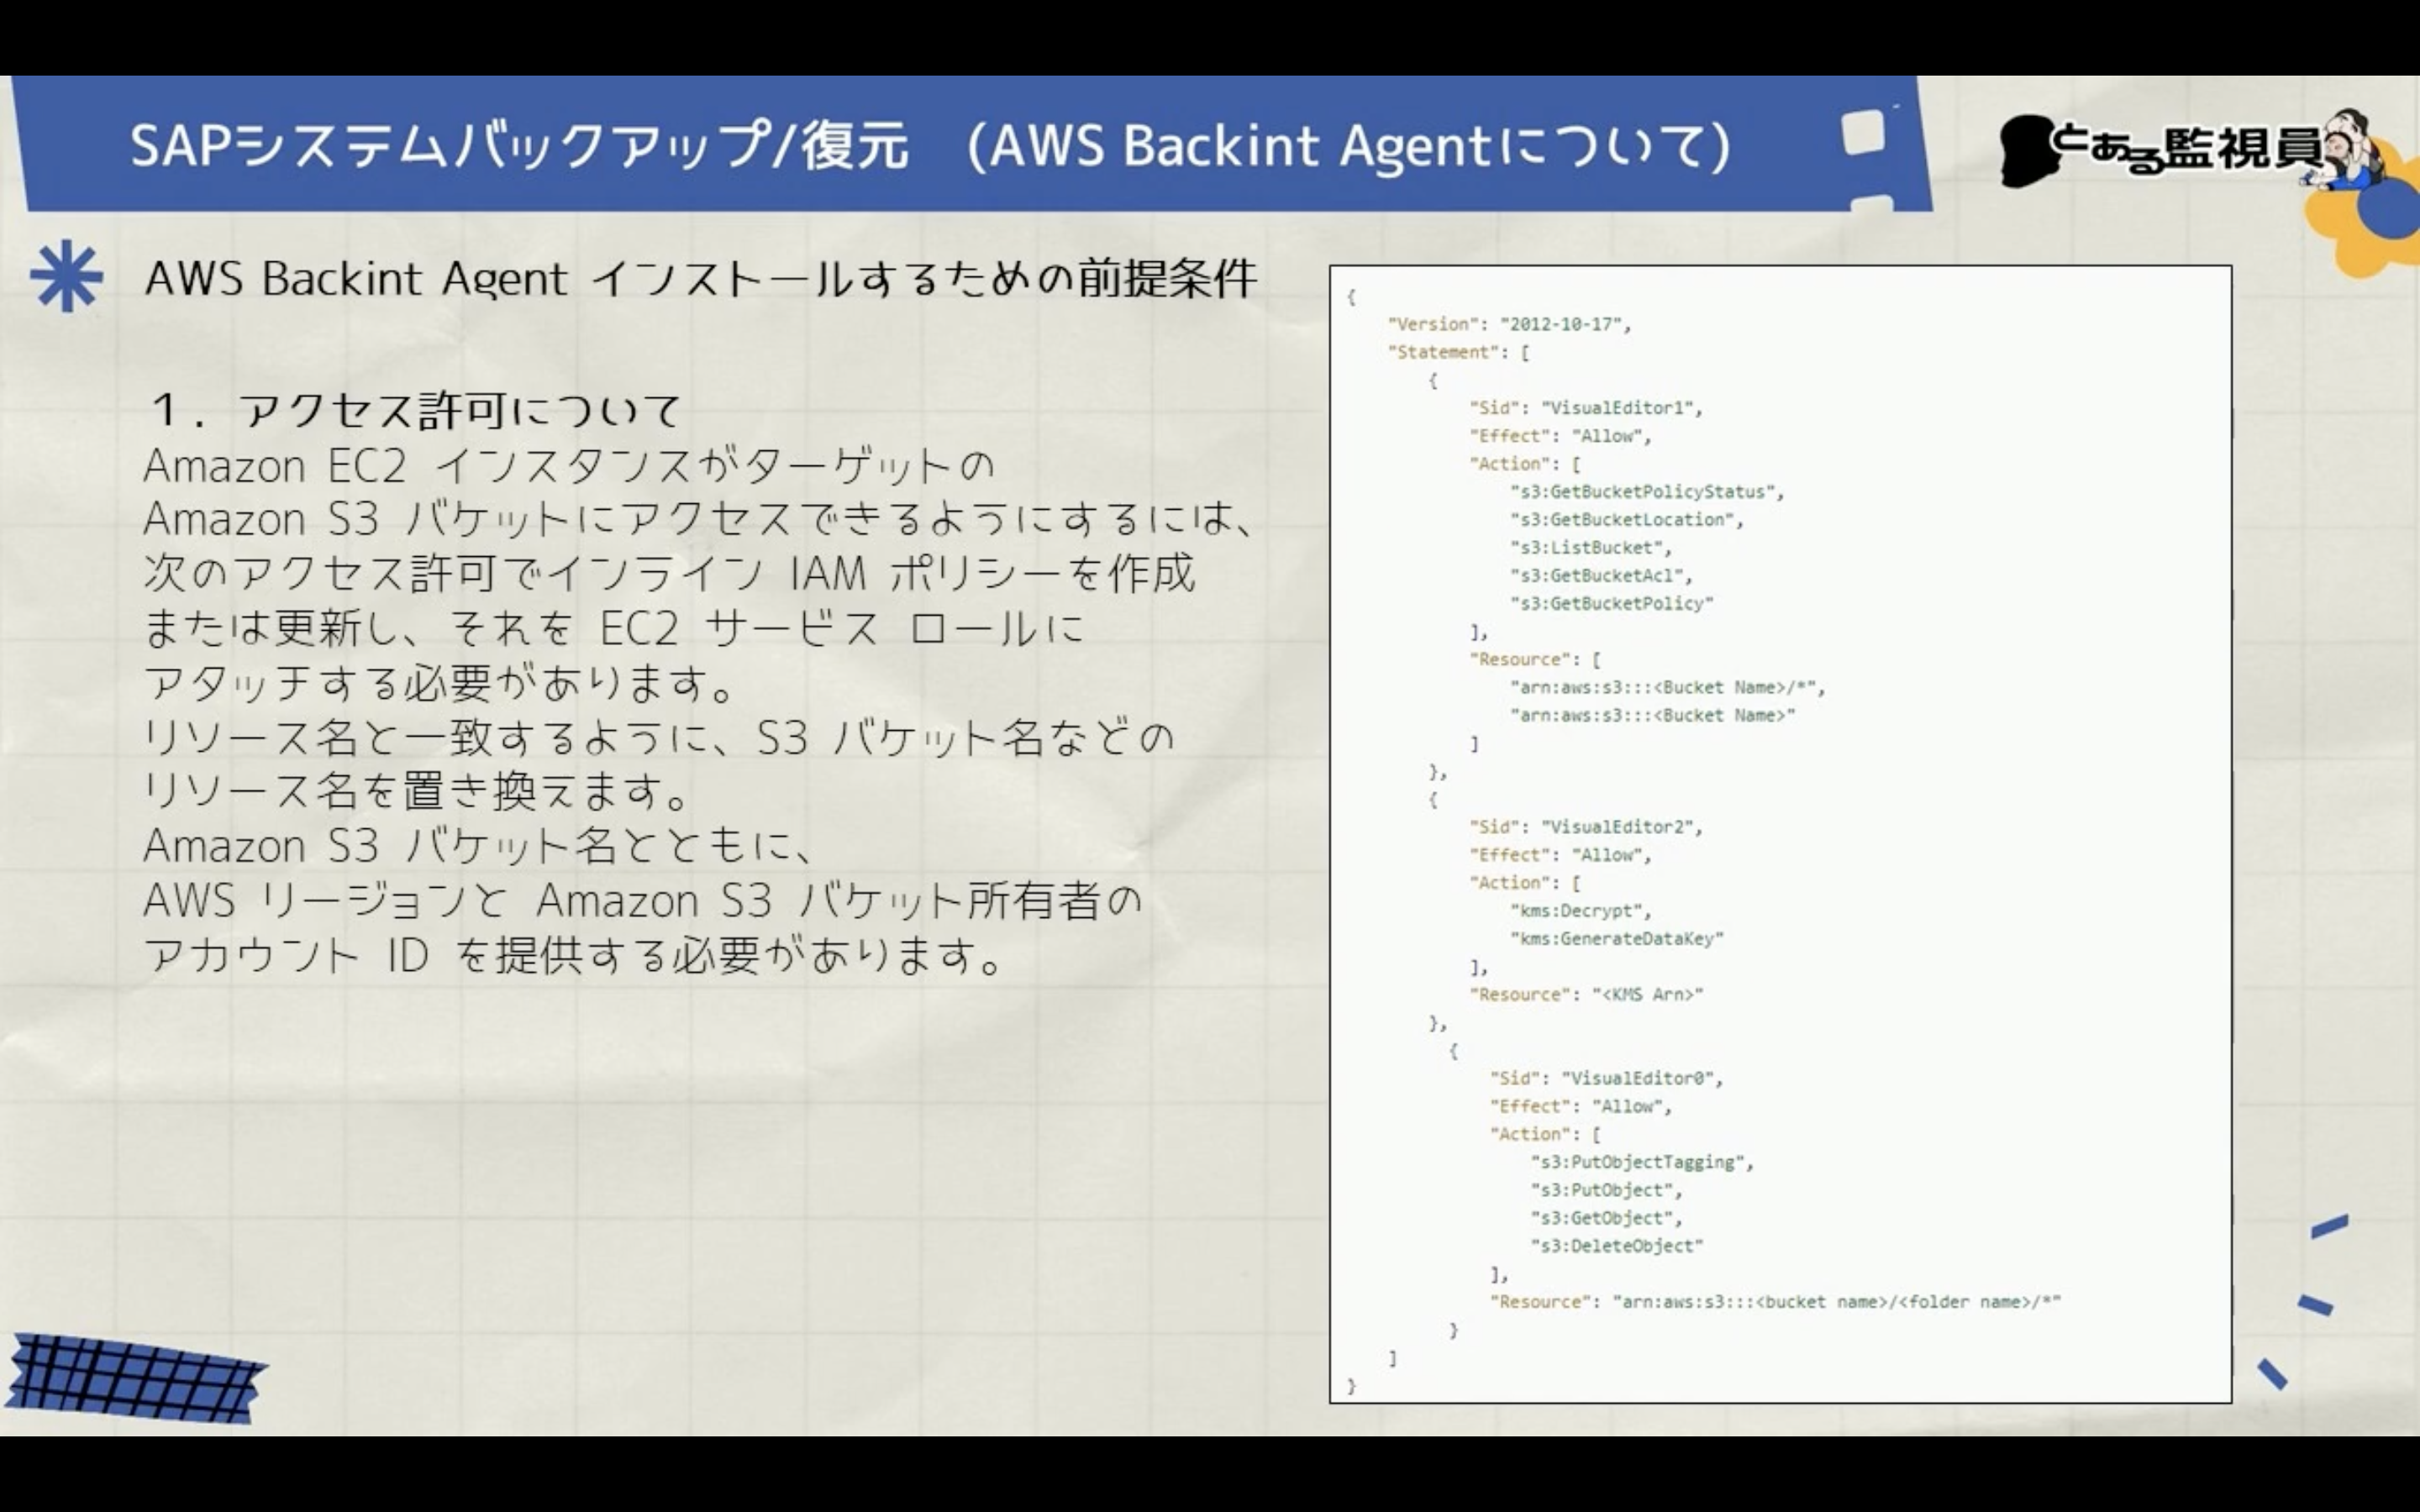 SAPシステムバックアップ/復元　(AWS Backint Agentについて)
とある監視員
AWS Backint Agent インストールするための前提条件
１．アクセス許可について
Amazon EC2 インスタンスがターゲットの
Amazon S3 バケットにアクセスできるようにするには、
次のアクセス許可でインライン IAM ポリシーを作成
または更新し、それを EC2 サービス ロールに
アタッチする必要があります。
リソース名と一致するように、S3 バケット名などの
リソース名を置き換えます。
Amazon S3 バケット名とともに、
AWS リージョンと Amazon S3 バケット所有者の
アカウント ID を提供する必要があります。
{
"Version": "2012-10-17",
"Statement": [
{
"Sid": "VisualEditor1",
"Effect": "Allow",
"Action": [
"s3:GetBucketPolicyStatus",
"s3:GetBucketLocation",
"s3:ListBucket",
"s3:GetBucketAcl",
"s3:GetBucketPolicy"
],
"Resource": [
"arn:aws:s3:::<Bucket Name>/*",
"arn:aws:s3:::<Bucket Name>"
]
},
{
"Sid": "VisualEditor2",
"Effect": "Allow",
"Action": [
"kms:Decrypt",
"kms:GenerateDataKey"
],
"Resource": "<KMS Arn>"
},
{
"Sid": "VisualEditor0",
"Effect": "Allow",
"Action": [
"s3:PutObjectTagging",
"s3:PutObject",
"s3:GetObject",
"s3:DeleteObject"
],
"Resource": "arn:aws:s3:::<bucket name>/<folder name>/*"
}
]
}